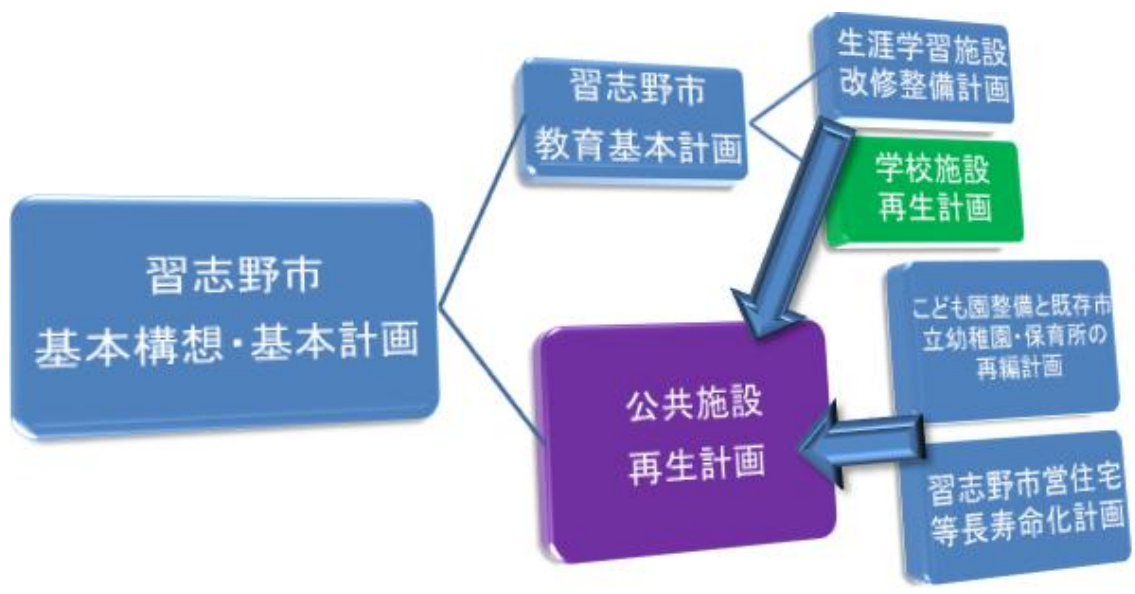 習志野市
基本構想・基本計画
習志野市
教育基本計画
生涯学習施設
改修整備計画
学校施設
再生計画
公共施設
再生計画
こども園整備と既存市
立幼稚園・保育所の
再編計画
習志野市営住宅
等長寿命化計画